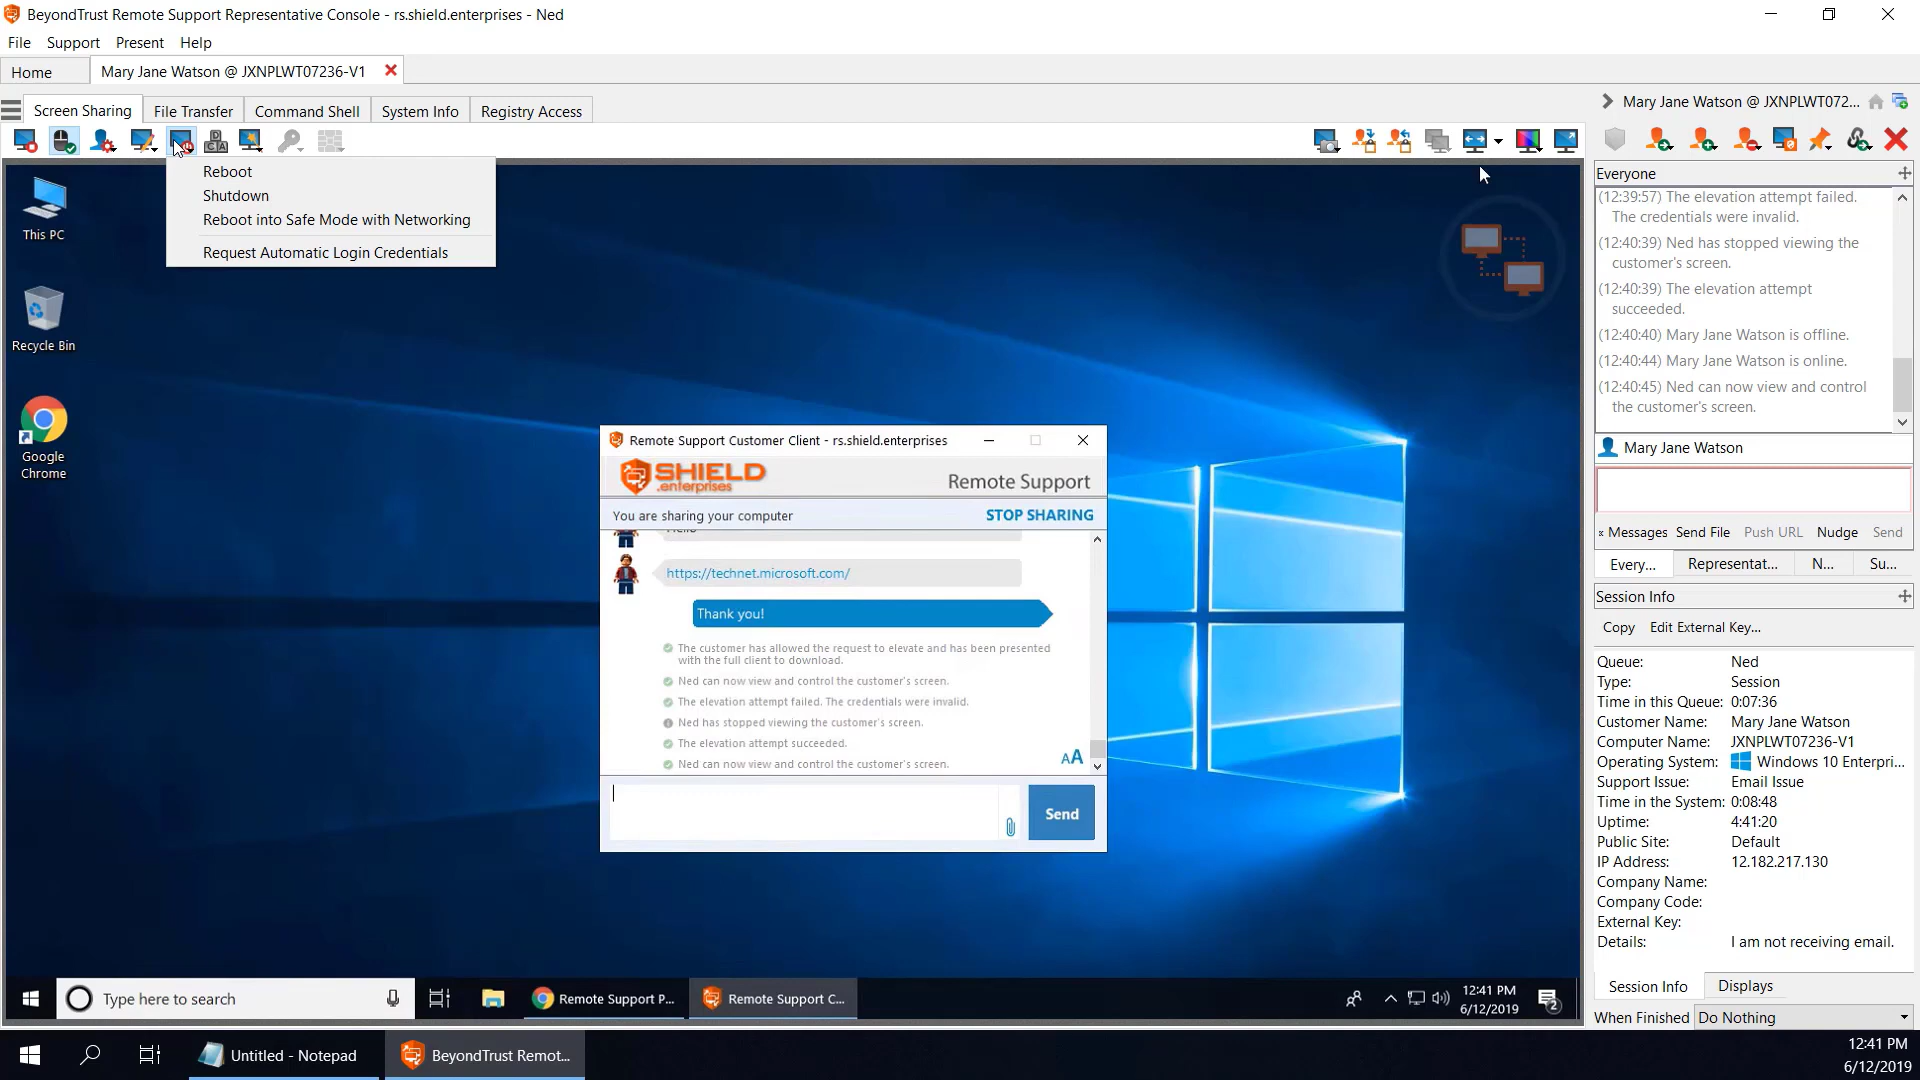 BeyondTrust Remote Support Representative Console - rs.shield.enterprises - Ned
File Support Present Help
Home
Mary Jane Watson @ JXNPLWT07236-V1
Screen Sharing
File Transfer
Command Shell
System Info
Registry Access
Reboot
Shutdown
Reboot into Safe Mode with Networking
Request Automatic Login Credentials
This PC
Recycle Bin
Google
Chrome
Remote Support Customer Client - rs.shield.enterprises
SHIELD
.enterprises
Remote Support
You are sharing your computer
STOP SHARING
https://technet.microsoft.com/
Thank you!
The customer has allowed the request to elevate and has been presented
with the full client to download.
Ned can now view and control the customer's screen.
The elevation attempt failed. The credentials were invalid.
Ned has stopped viewing the customer's screen.
The elevation attempt succeeded.
Ned can now view and control the customer's screen.
AA
Send
Type here to search
Remote Support P...
Remote Support C...
12:41 PM
6/12/2019
2
Mary Jane Watson @ JXNPLWT072...
Everyone
(12:39:57) The elevation attempt failed.
The credentials were invalid.
(12:40:39) Ned has stopped viewing the
customer's screen.
(12:40:39) The elevation attempt
succeeded.
(12:40:40) Mary Jane Watson is offline.
(12:40:44) Mary Jane Watson is online.
(12:40:45) Ned can now view and control
the customer's screen.
Mary Jane Watson
« Messages Send File Push URL Nudge Send
Every... Representat... N... Su...
Session Info
Copy Edit External Key...
Queue: Ned
Type: Session
Time in this Queue: 0:07:36
Customer Name: Mary Jane Watson
Computer Name: JXNPLWT07236-V1
Operating System: Windows 10 Enterpri...
Support Issue: Email Issue
Time in the System: 0:08:48
Uptime: 4:41:20
Public Site: Default
IP Address: 12.182.217.130
Company Name:
Company Code:
External Key:
Details: I am not receiving email.
Session Info Displays
When Finished Do Nothing
Untitled - Notepad
BeyondTrust Remot...
12:41 PM
6/12/2019